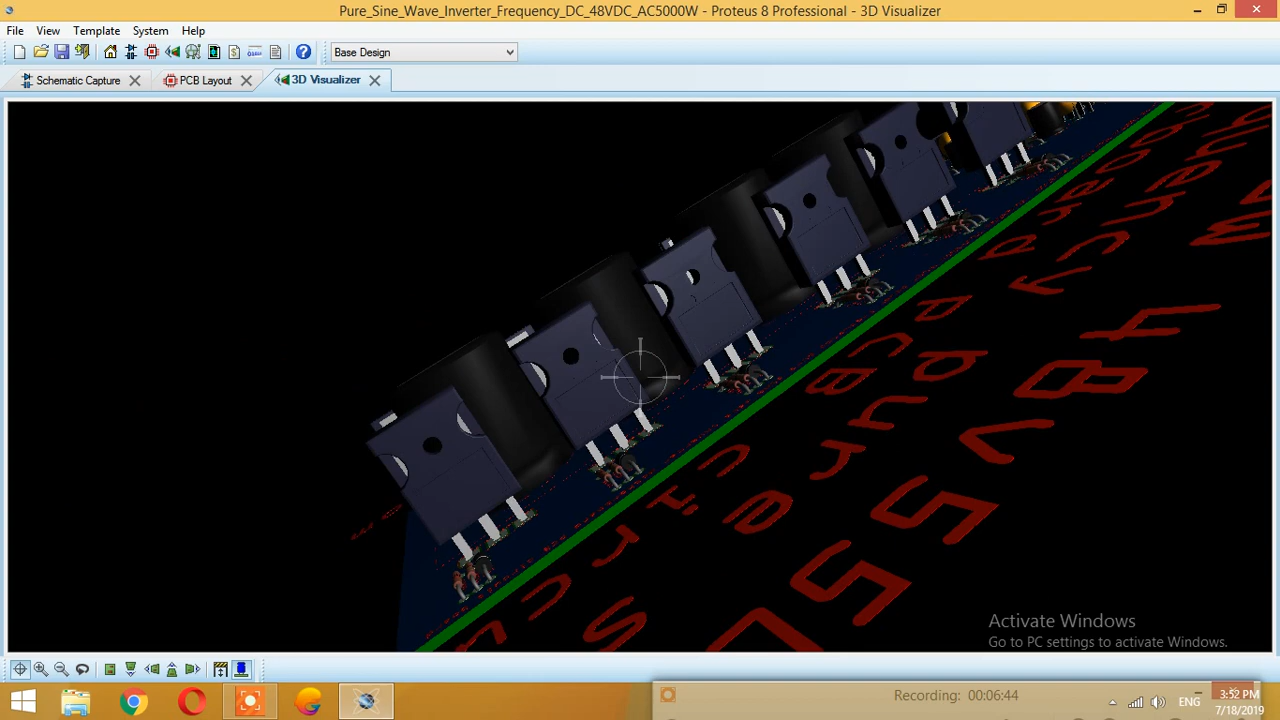 Pure_Sine_Wave_Inverter_Frequency_DC_48VDC_AC5000W - Proteus 8 Professional - 3D Visualizer
File View Template System Help
Base Design
Schematic Capture PCB Layout 3D Visualizer
48V
Activate Windows
Go to PC settings to activate Windows.
Recording: 00:06:44
ENG
3:52 PM
7/18/2019